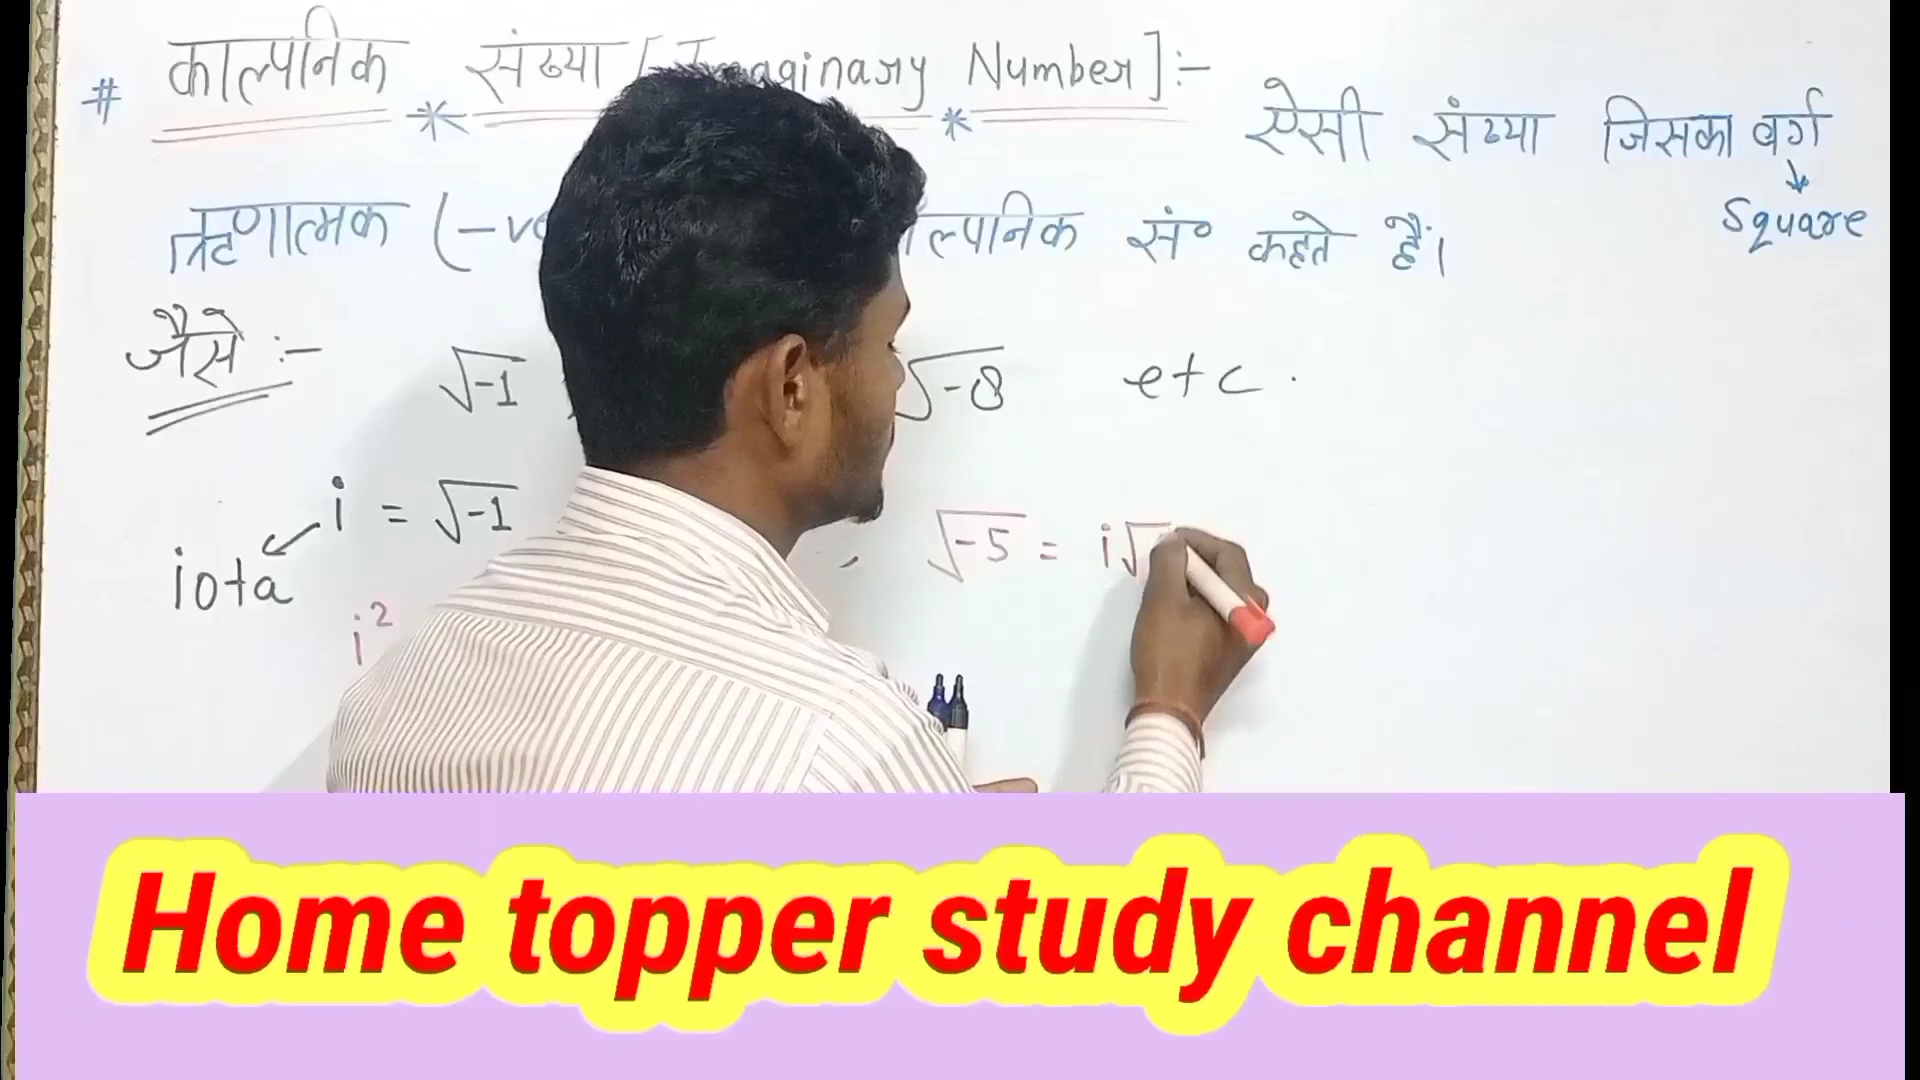 # काल्पनिक * संख्या [Imaginary * Number]:-
ऐसी संख्या जिसका वर्ग
Square
ऋणात्मक (-ve काल्पनिक सं० कहते हैं।
जैसे :- √-1 √-8 etc.
i = √-1 , √-5 = i√
iota
i²
Home topper study channel